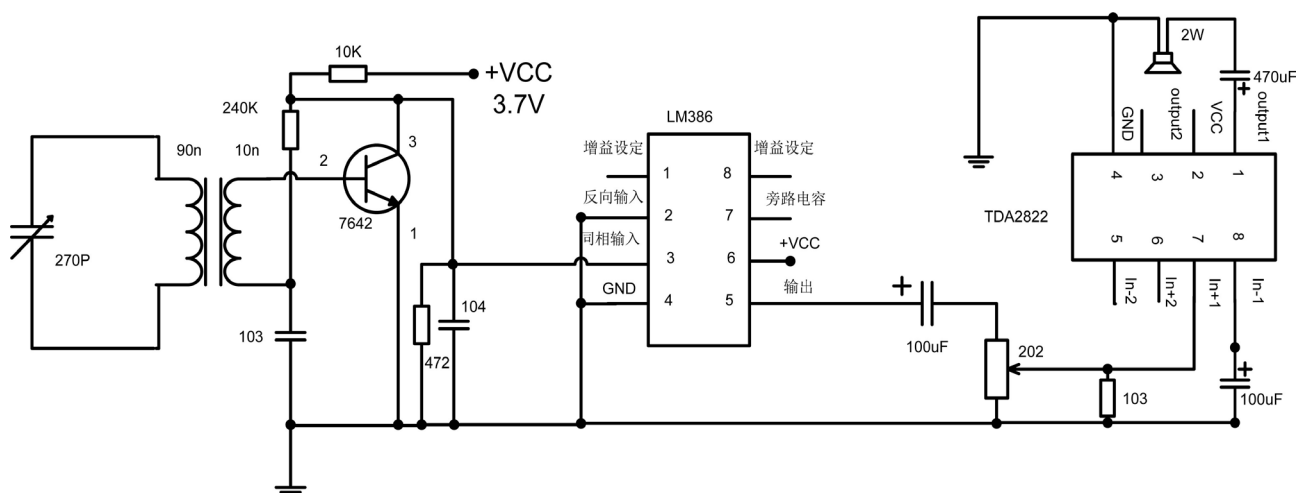 10K
+VCC
3.7V
240K
90n
10n
2
3
7642
1
270P
103
472
104
LM386
增益设定
增益设定
1
8
反向输入
旁路电容
2
7
同相输入
+VCC
3
6
GND
输出
4
5
+
100uF
202
103
2W
470uF
+
GND
output2
VCC
output1
4
3
2
1
TDA2822
5
6
7
8
In-2
In+2
In+1
In-1
+
100uF